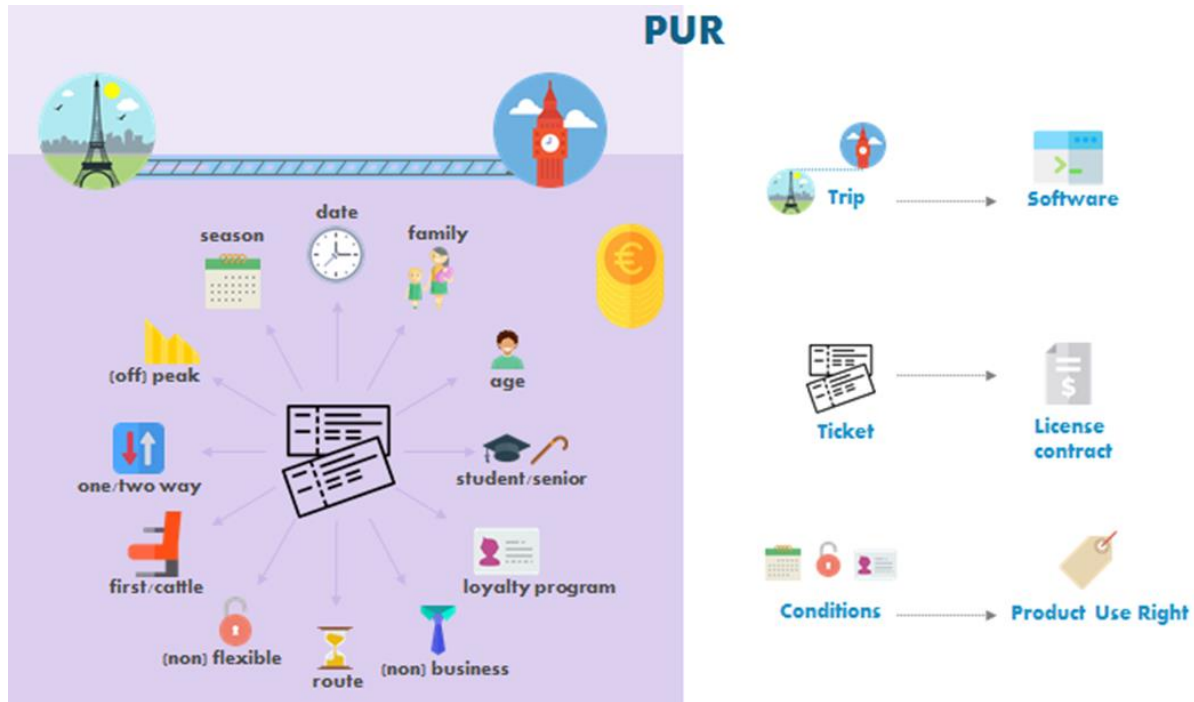 PUR
date
season
family
(off) peak
age
one/two way
student/senior
first/cattle
loyalty program
(non) flexible
route
(non) business
€
Trip
Software
>_
Ticket
$
License
contract
Conditions
Product Use Right